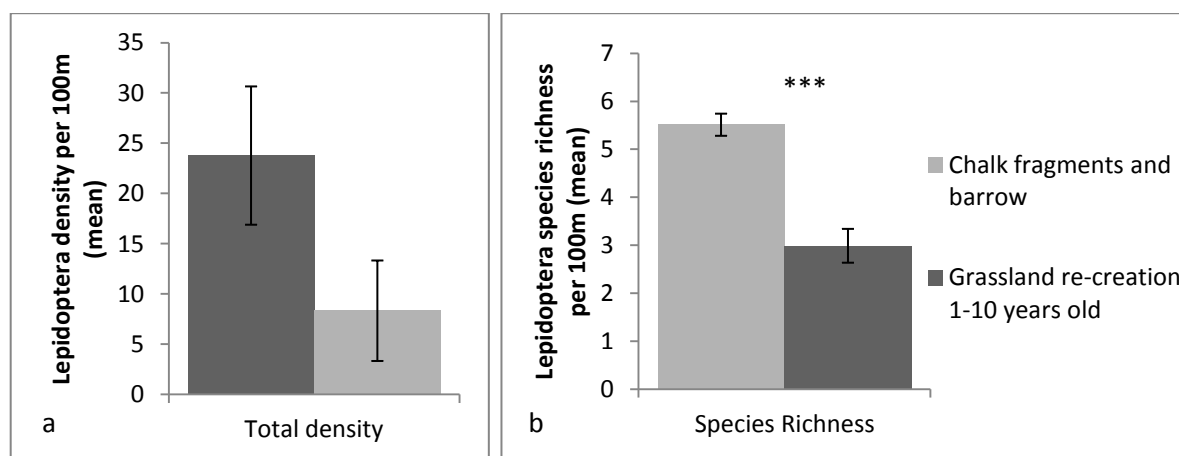 Lepidoptera density per 100m
(mean)
35
30
25
20
15
10
5
0
Total density
a
Lepidoptera species richness
per 100m (mean)
7
6
5
4
3
2
1
0
***
Species Richness
b
Chalk fragments and
barrow
Grassland re-creation
1-10 years old